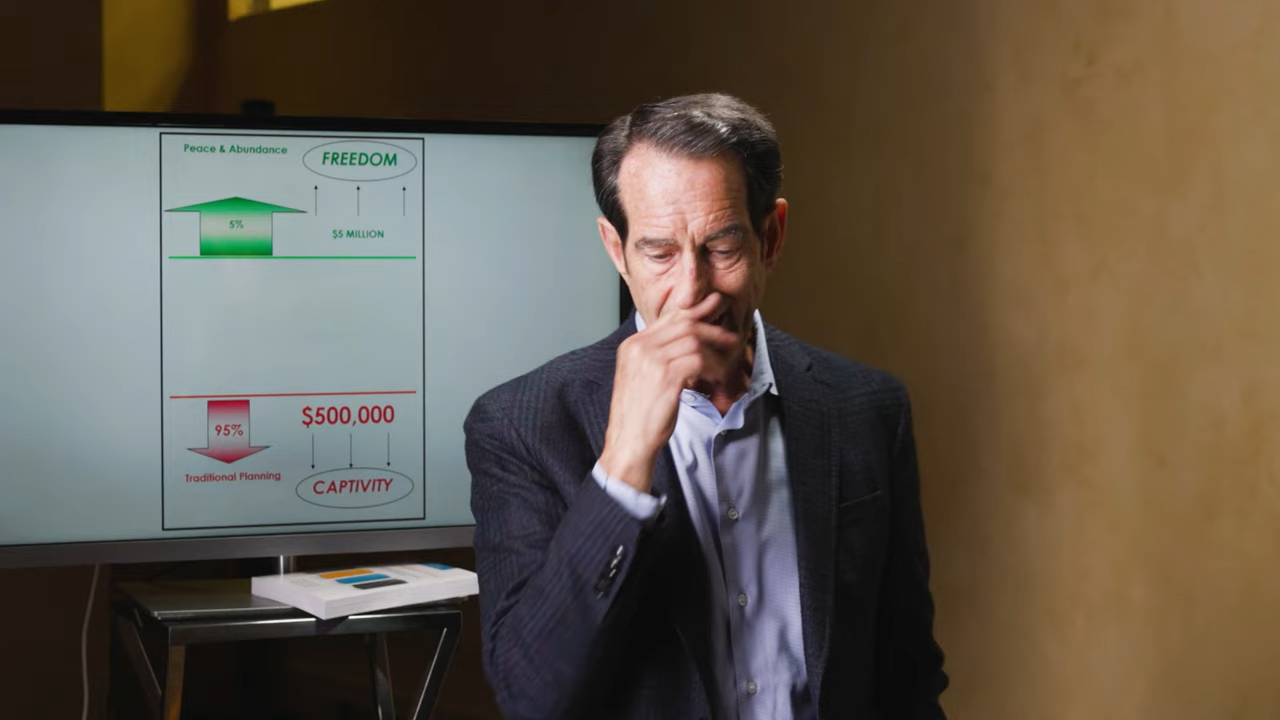 Peace & Abundance
FREEDOM
5%
$5 MILLION
$500,000
95%
Traditional Planning
CAPTIVITY